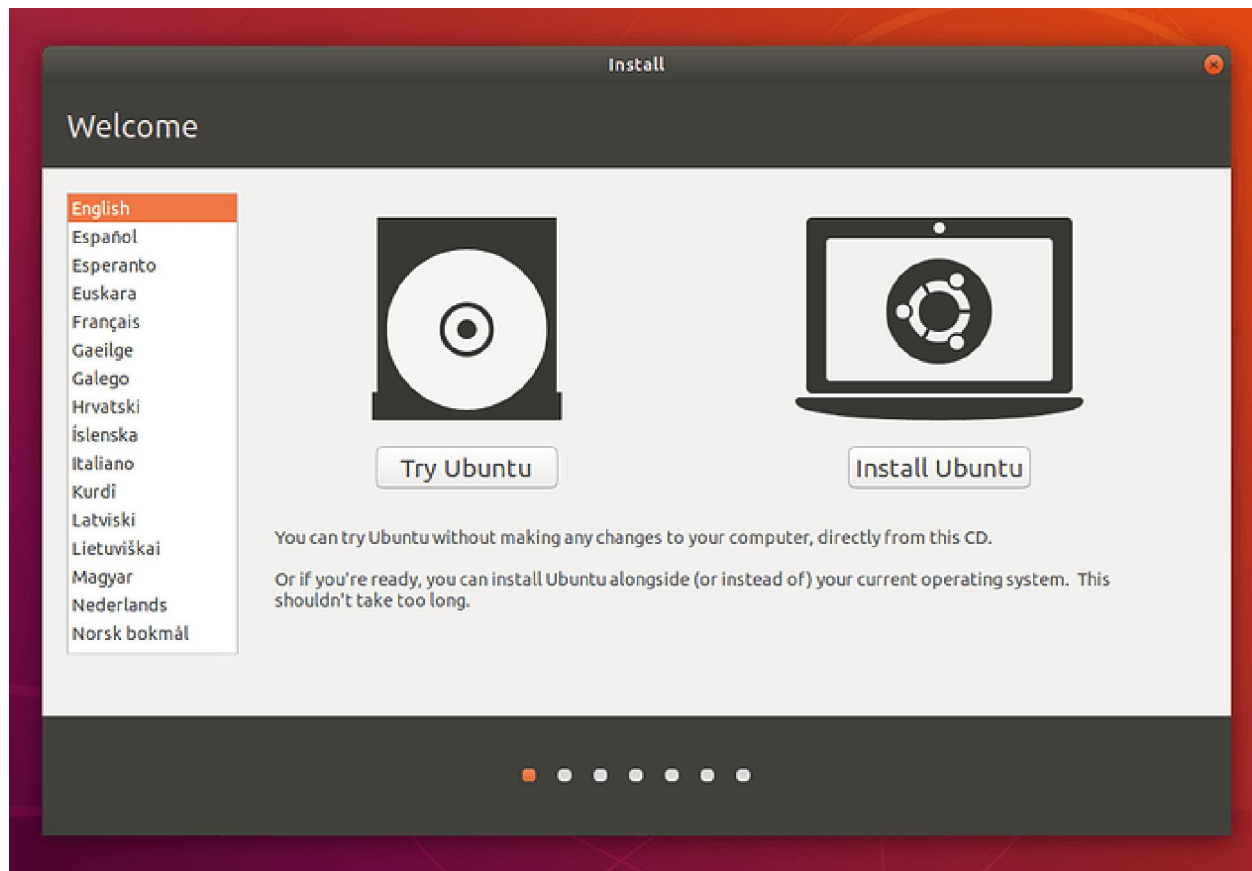 Install
Welcome
English
Español
Esperanto
Euskara
Français
Gaeilge
Galego
Hrvatski
Íslenska
Italiano
Kurdî
Latviski
Lietuviškai
Magyar
Nederlands
Norsk bokmål
Try Ubuntu
Install Ubuntu
You can try Ubuntu without making any changes to your computer, directly from this CD.
Or if you're ready, you can install Ubuntu alongside (or instead of) your current operating system.  This
shouldn't take too long.